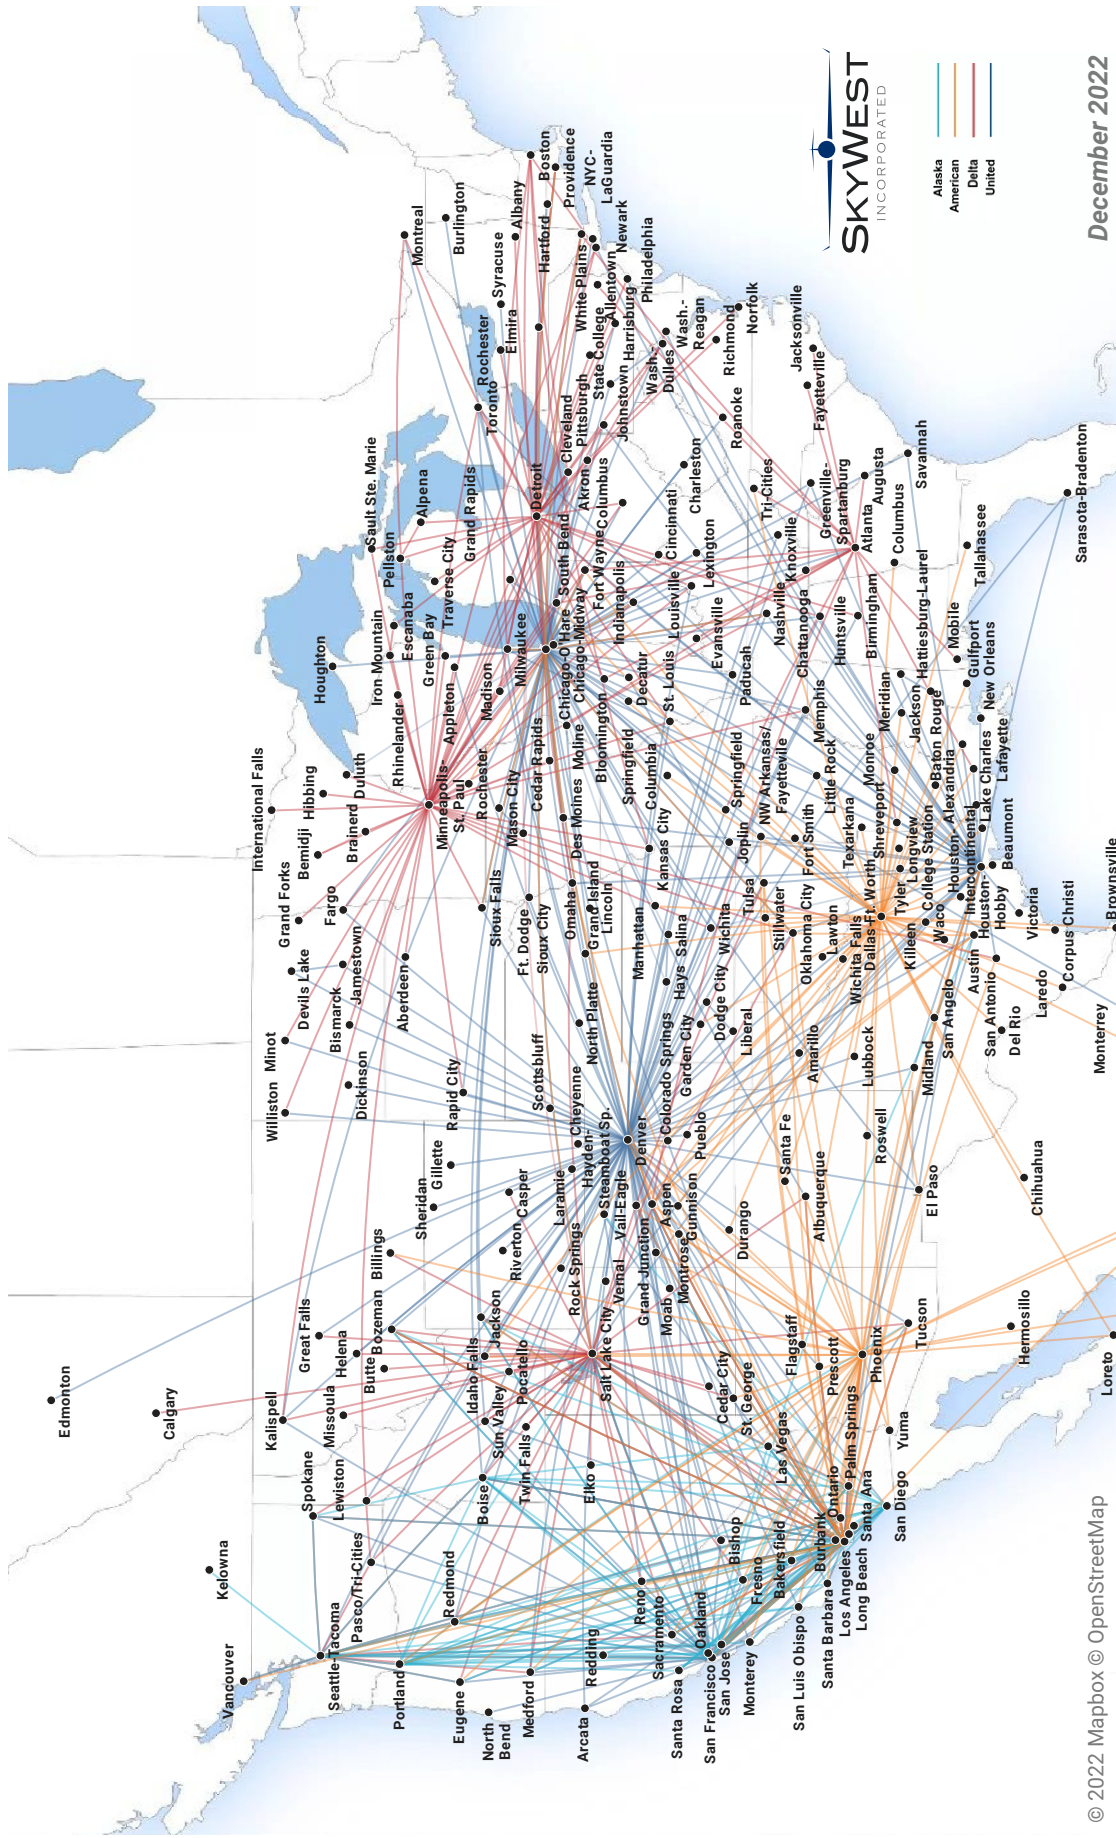 Edmonton
Calgary
Kelowna
Vancouver
Kalispell
Spokane
Missoula
Lewiston
Great Falls
Helena
Butte
Bozeman
Billings
Seattle-Tacoma
Pasco/Tri-Cities
Portland
Redmond
Eugene
North
Bend
Medford
Boise
Sun Valley
Idaho Falls
Jackson
Pocatello
Twin Falls
Elko
Salt Lake City
Arcata
Redding
Santa Rosa
Sacramento
Reno
San Francisco
Oakland
San Jose
Monterey
Fresno
Bishop
San Luis Obispo
Bakersfield
Santa Barbara
Burbank
Los Angeles
Long Beach
Ontario
Santa Ana
Palm Springs
San Diego
Las Vegas
St. George
Cedar City
Yuma
Phoenix
Prescott
Flagstaff
Tucson
Hermosillo
Loreto
Chihuahua
Williston
Minot
Devils Lake
Grand Forks
Dickinson
Bismarck
Jamestown
Fargo
Aberdeen
Rapid City
Sheridan
Gillette
Riverton
Casper
Rock Springs
Laramie
Cheyenne
Scottsbluff
Vernal
Hayden-
Steamboat Sp.
Vail-Eagle
Denver
Grand Junction
Aspen
Gunnison
Montrose
Moab
Durango
Colorado Springs
Pueblo
Santa Fe
Albuquerque
Roswell
El Paso
North Platte
Grand Island
Lincoln
Omaha
Sioux City
Ft. Dodge
Sioux Falls
Manhattan
Salina
Hays
Wichita
Dodge City
Garden City
Liberal
Amarillo
Lubbock
Midland
San Angelo
San Antonio
Del Rio
Laredo
Monterrey
Corpus Christi
Brownsville
Victoria
Austin
Houston-
Hobby
Houston-
Intercontinental
Beaumont
Waco
Killeen
College Station
Tyler
Longview
Dallas-Ft. Worth
Wichita Falls
Lawton
Oklahoma City
Stillwater
Tulsa
Fort Smith
Texarkana
Shreveport
Monroe
Alexandria
Lake Charles
Lafayette
Baton Rouge
New Orleans
Gulfport
Mobile
Hattiesburg-Laurel
Jackson
Meridian
Little Rock
NW Arkansas/
Fayetteville
Joplin
Springfield
Kansas City
Columbia
Memphis
International Falls
Bemidji
Hibbing
Brainerd
Duluth
Minneapolis-
St. Paul
Rochester
Mason City
Des Moines
Cedar Rapids
Moline
Houghton
Iron Mountain
Rhinelander
Escanaba
Green Bay
Appleton
Madison
Milwaukee
Chicago-O'Hare
Chicago-Midway
Bloomington
Springfield
Decatur
St. Louis
Paducah
Evansville
Louisville
Lexington
Indianapolis
Fort Wayne
South Bend
Cincinnati
Columbus
Akron
Cleveland
Detroit
Sault Ste. Marie
Pellston
Alpena
Traverse City
Grand Rapids
Toronto
Rochester
Elmira
Syracuse
Montreal
Burlington
Albany
Hartford
Boston
Providence
NYC-
LaGuardia
Newark
White Plains
Allentown
Philadelphia
Harrisburg
State College
Johnstown
Pittsburgh
Wash.-
Dulles
Wash.-
Reagan
Richmond
Norfolk
Roanoke
Charleston
Tri-Cities
Knoxville
Nashville
Chattanooga
Huntsville
Birmingham
Greenville-
Spartanburg
Atlanta
Augusta
Columbus
Savannah
Fayetteville
Jacksonville
Tallahassee
Sarasota-Bradenton
SKYWEST
INCORPORATED
Alaska
American
Delta
United
December 2022
© 2022 Mapbox © OpenStreetMap